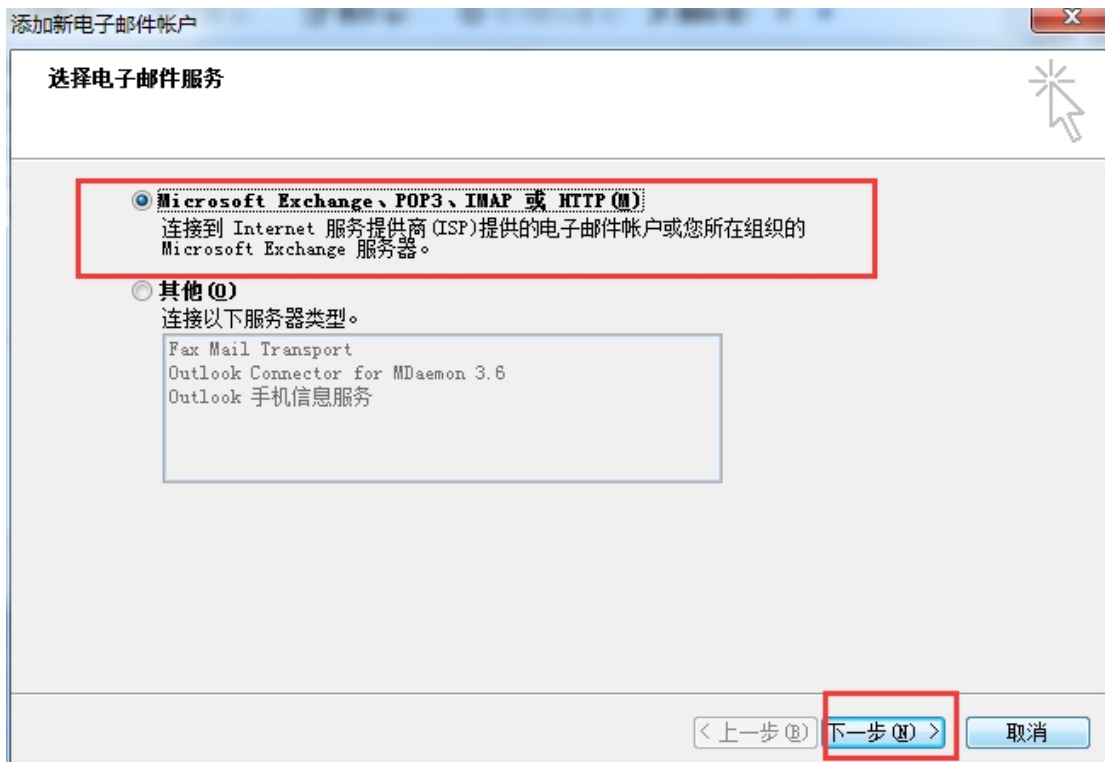 添加新电子邮件帐户
选择电子邮件服务
Microsoft Exchange、POP3、IMAP 或 HTTP(M)
连接到 Internet 服务提供商(ISP)提供的电子邮件帐户或您所在组织的
Microsoft Exchange 服务器。
其他(O)
连接以下服务器类型。
Fax Mail Transport
Outlook Connector for MDaemon 3.6
Outlook 手机信息服务
< 上一步(B) 下一步(N) > 取消